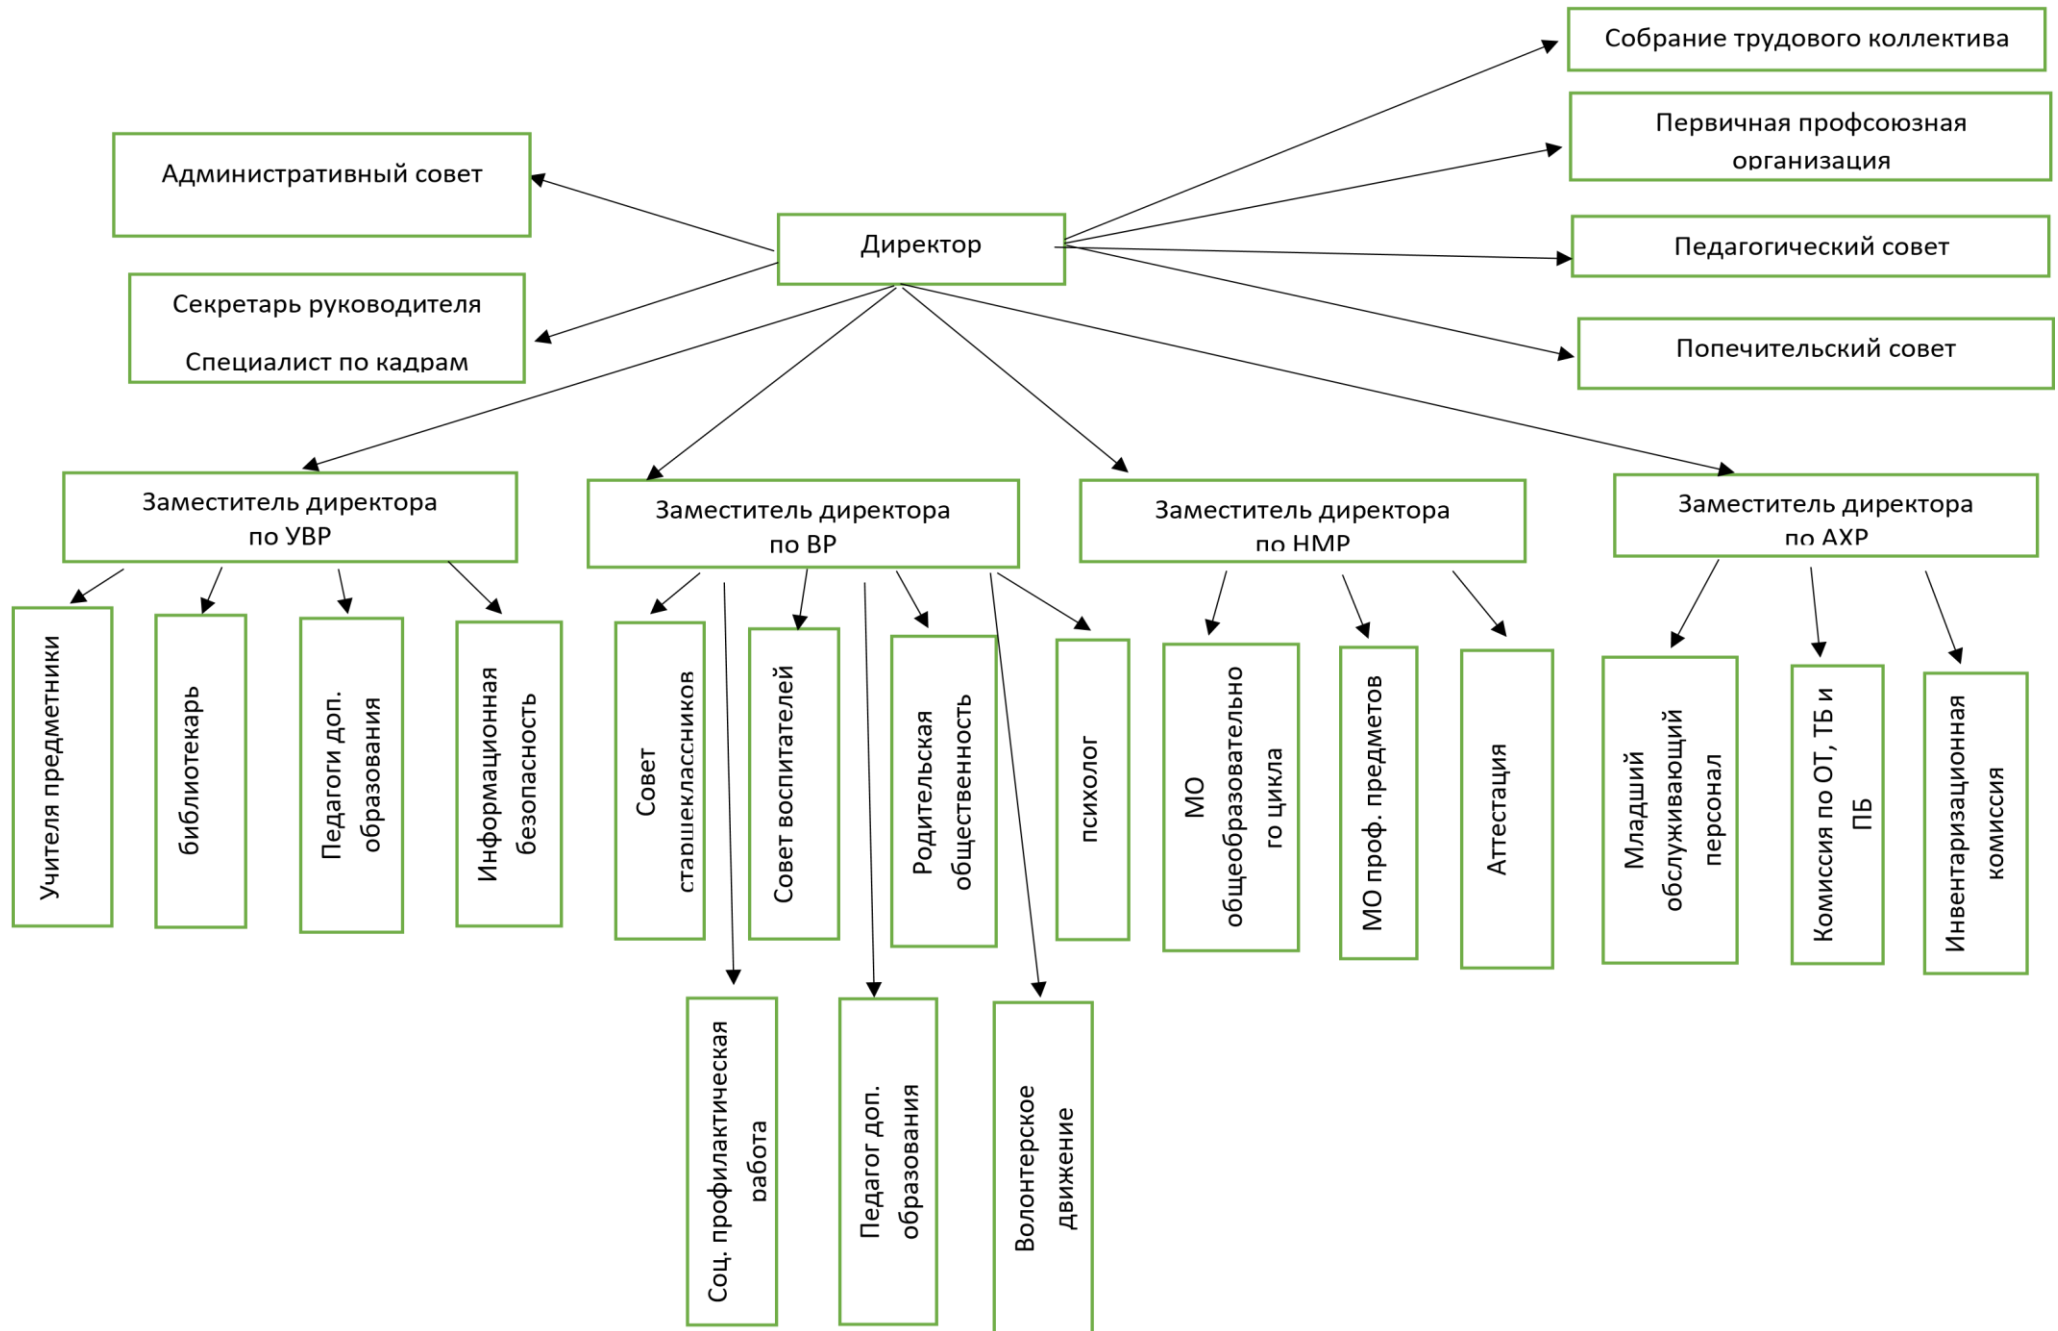 Собрание трудового коллектива
Первичная профсоюзная
организация
Административный совет
Директор
Педагогический совет
Секретарь руководителя
Специалист по кадрам
Попечительский совет
Заместитель директора
по УВР
Заместитель директора
по ВР
Заместитель директора
по НМР
Заместитель директора
по АХР
Учителя предметники
библиотекарь
Педагоги доп.
образования
Информационная
безопасность
Совет
старшеклассников
Совет воспитателей
Родительская
общественность
психолог
МО
общеобразовательно
го цикла
МО проф. предметов
Аттестация
Младший
обслуживающий
персонал
Комиссия по ОТ, ТБ и
ПБ
Инвентаризационная
комиссия
Соц. профилактическая
работа
Педагог доп.
образования
Волонтерское
движение